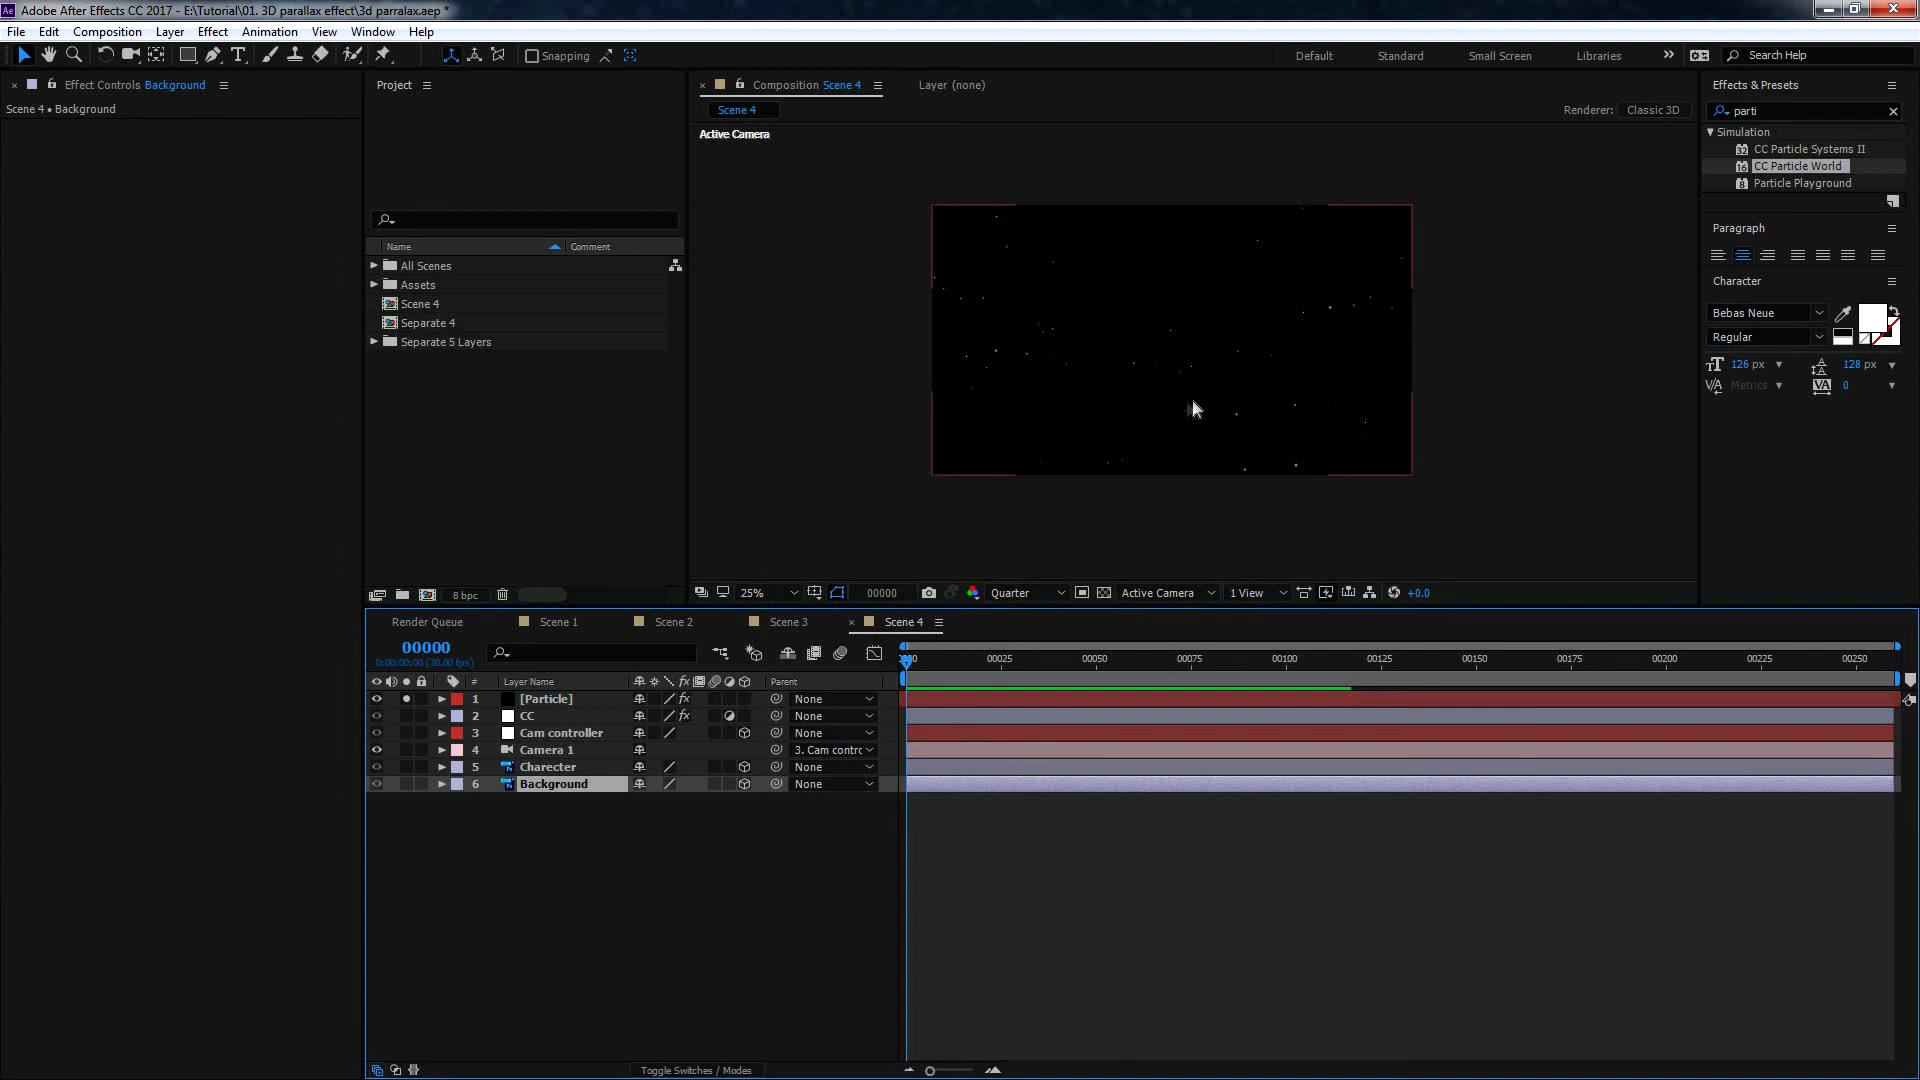 Adobe After Effects CC 2017 - E:\Tutorial\01. 3D parallax effect\3d parralax.aep *
File Edit Composition Layer Effect Animation View Window Help
Snapping
Default Standard Small Screen Libraries Search Help
Effect Controls Background
Scene 4 • Background
Project
Name Comment
All Scenes
Assets
Scene 4
Separate 4
Separate 5 Layers
8 bpc
Composition Scene 4 Layer (none)
Scene 4 Renderer: Classic 3D
Active Camera
25% 00000 Quarter Active Camera 1 View +0.0
Effects & Presets
parti
Simulation
CC Particle Systems II
CC Particle World
Particle Playground
Paragraph
Character
Bebas Neue
Regular
126 px 128 px
Metrics 0
Render Queue Scene 1 Scene 2 Scene 3 Scene 4
00000
0:00:00:00 (30.00 fps)
00025 00050 00075 00100 00125 00150 00175 00200 00225 00250
# Layer Name Parent
1 [Particle] None
2 CC None
3 Cam controller None
4 Camera 1 3. Cam contrc
5 Charecter None
6 Background None
Toggle Switches / Modes